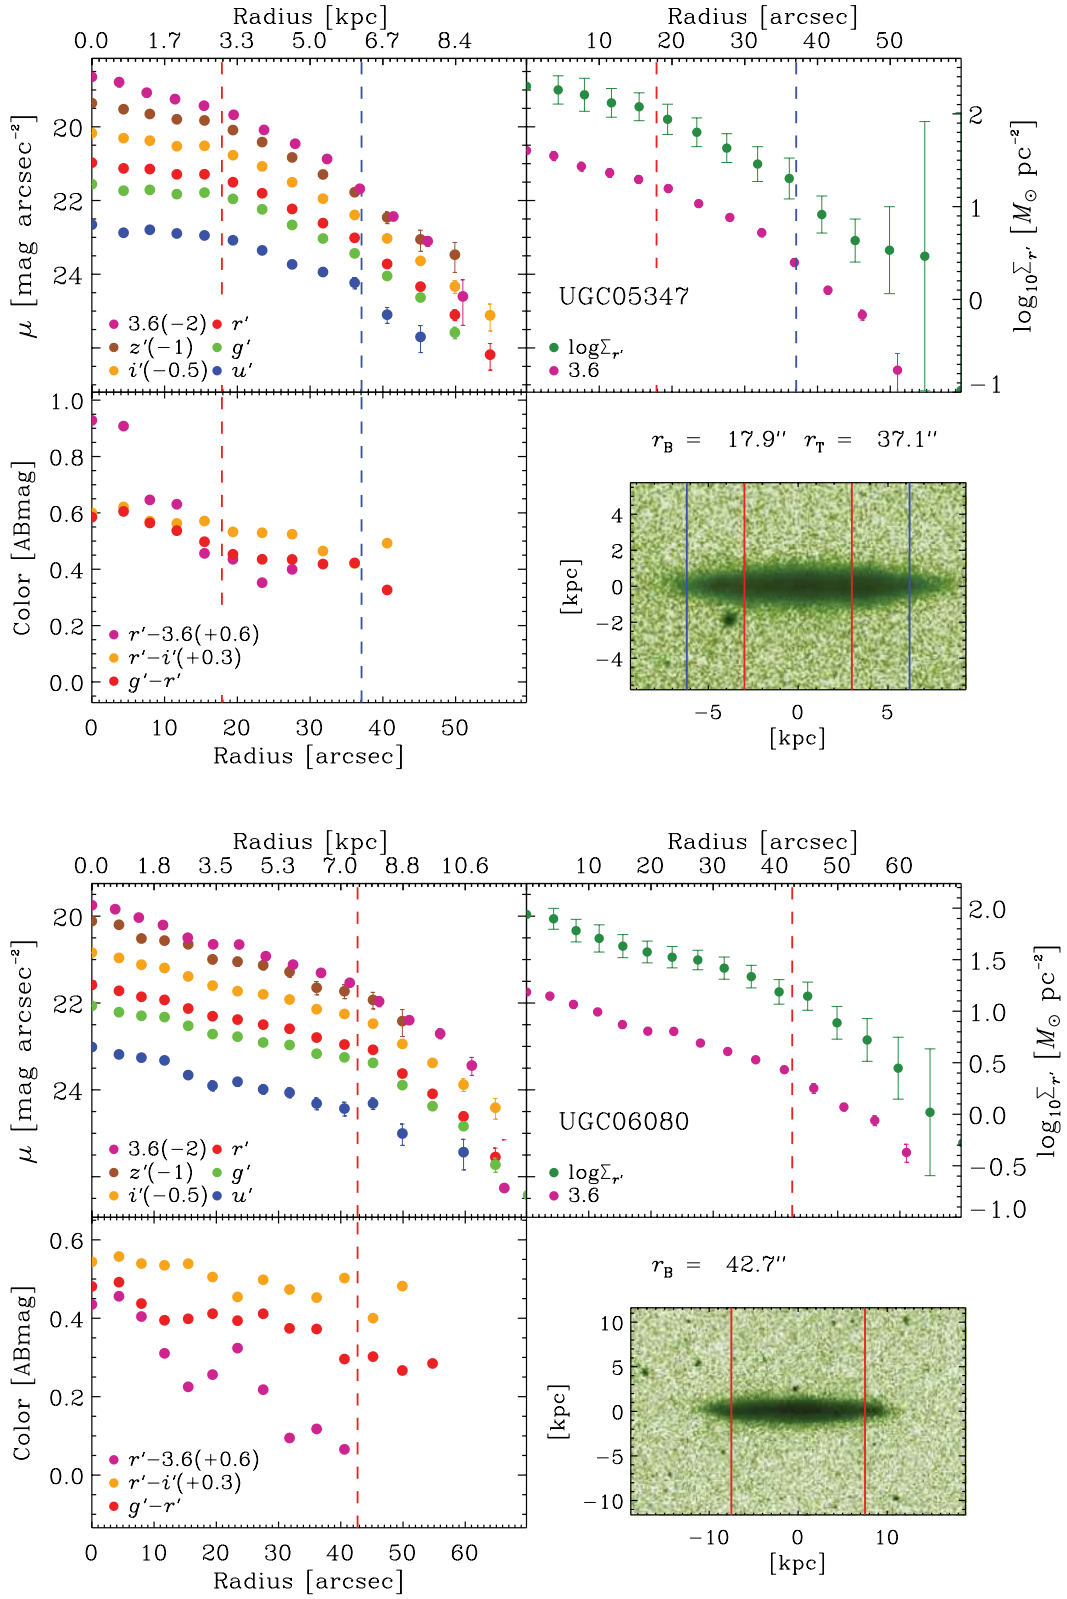 Radius [kpc]
0.0 1.7 3.3 5.0 6.7 8.4
Radius [arcsec]
10 20 30 40 50
μ [mag arcsec⁻²]
20
22
24
3.6(−2) r′
z′(−1) g′
i′(−0.5) u′
UGC05347
logΣr′
3.6
2
1
0
−1
log₁₀Σr′ [M⊙ pc⁻²]
Color [ABmag]
1.0
0.8
0.6
0.4
0.2
0.0
r′−3.6(+0.6)
r′−i′(+0.3)
g′−r′
0 10 20 30 40 50
Radius [arcsec]
rB = 17.9″ rT = 37.1″
[kpc]
4
2
0
−2
−4
−5 0 5
[kpc]
Radius [kpc]
0.0 1.8 3.5 5.3 7.0 8.8 10.6
Radius [arcsec]
10 20 30 40 50 60
μ [mag arcsec⁻²]
20
22
24
3.6(−2) r′
z′(−1) g′
i′(−0.5) u′
UGC06080
logΣr′
3.6
2.0
1.5
1.0
0.5
0.0
−0.5
−1.0
log₁₀Σr′ [M⊙ pc⁻²]
Color [ABmag]
0.6
0.4
0.2
0.0
r′−3.6(+0.6)
r′−i′(+0.3)
g′−r′
0 10 20 30 40 50 60
Radius [arcsec]
rB = 42.7″
[kpc]
10
5
0
−5
−10
−10 0 10
[kpc]